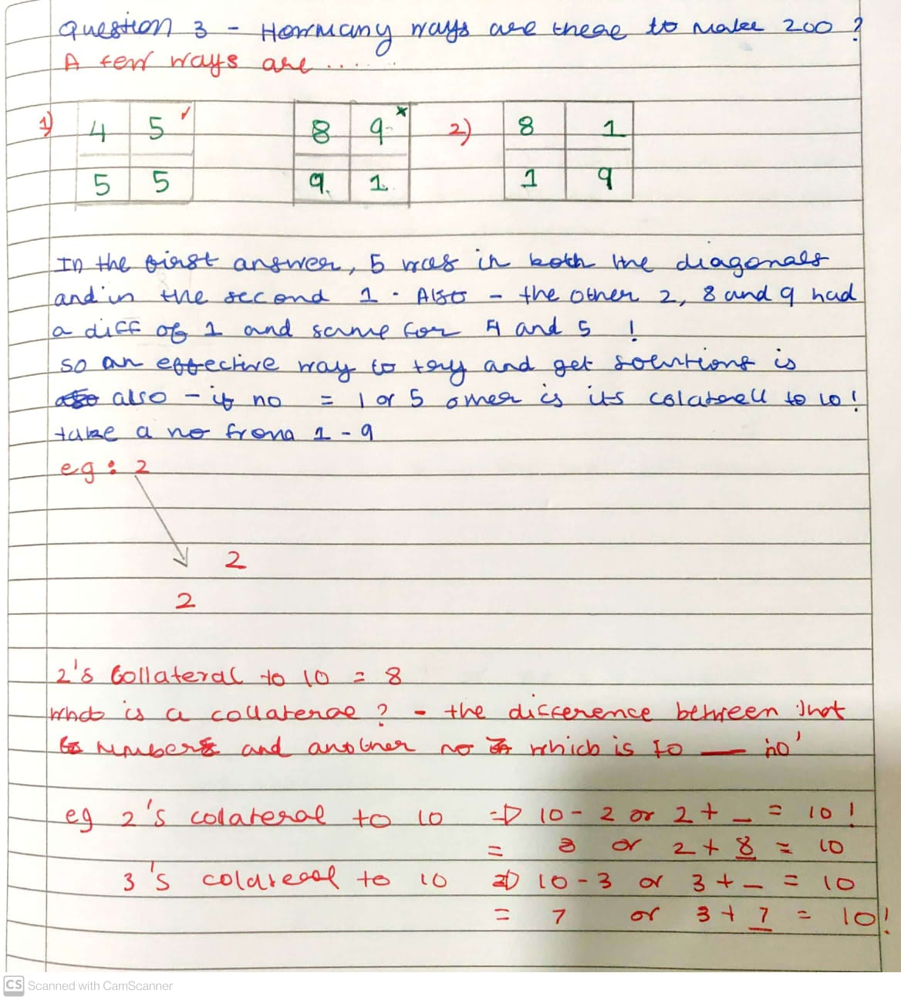 Question 3 - How many ways are there to make 200 ?
A few ways are .....
1) 4 5 8 9 2) 8 1
5 5 9 1 1 9
In the first answer, 5 was in both the diagonals
and in the second 1 . Also - the other 2, 8 and 9 had
a diff of 1 and same for 4 and 5 !
so an effective way to try and get solutions is
also - if no = 1 or 5 omer is its colaterell to 10 !
take a no from 1 - 9
eg : 2
2
2
2's Collateral to 10 = 8
What is a collaterae ? - the difference between that
numbers and another no which is to — no'
eg 2's colaterol to 10 => 10 - 2 or 2 + _ = 10 !
= 8 or 2 + 8 = 10
3's colateral to 10 => 10 - 3 or 3 + _ = 10
= 7 or 3 + 7 = 10!
CS Scanned with CamScanner